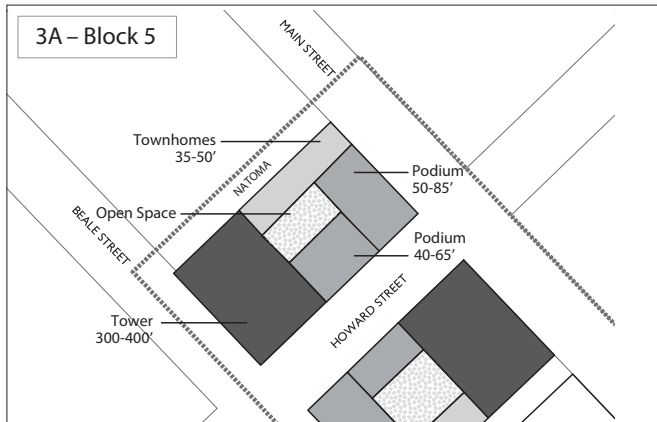 3A – Block 5
MAIN STREET
Townhomes
35-50’
NATOMA
Podium
50-85’
Open Space
BEALE STREET
Podium
40-65’
HOWARD STREET
Tower
300-400’